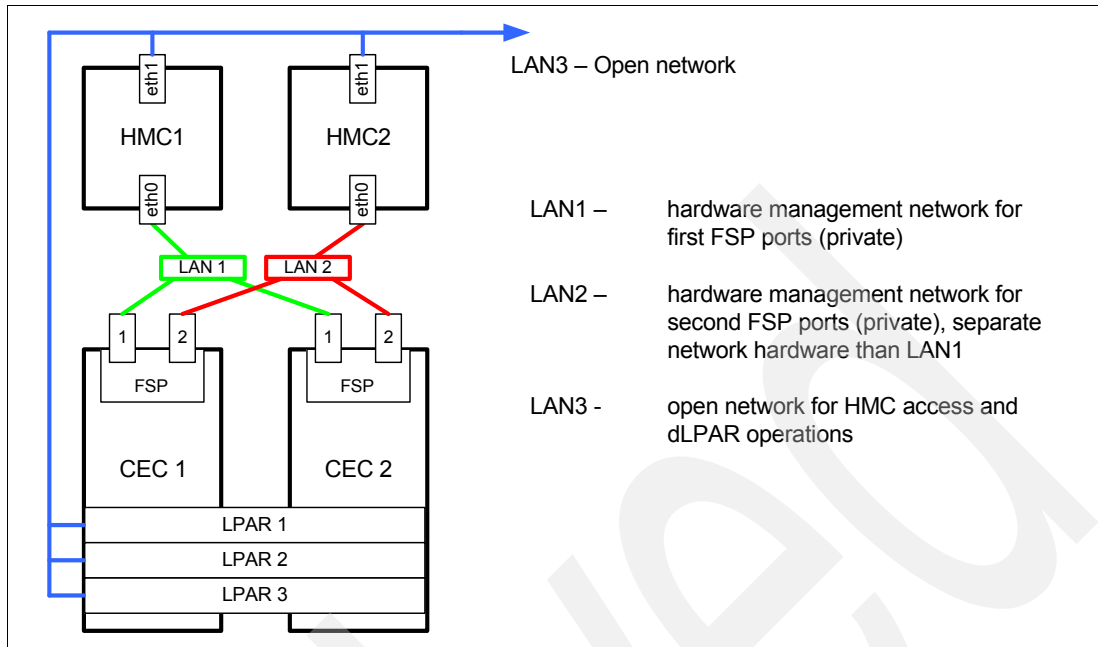 LAN3 – Open network
eth1
eth1
HMC1
HMC2
eth0
eth0
LAN 1
LAN 2
1
2
1
2
FSP
FSP
CEC 1
CEC 2
LPAR 1
LPAR 2
LPAR 3
LAN1 – hardware management network for
first FSP ports (private)
LAN2 – hardware management network for
second FSP ports (private), separate
network hardware than LAN1
LAN3 - open network for HMC access and
dLPAR operations